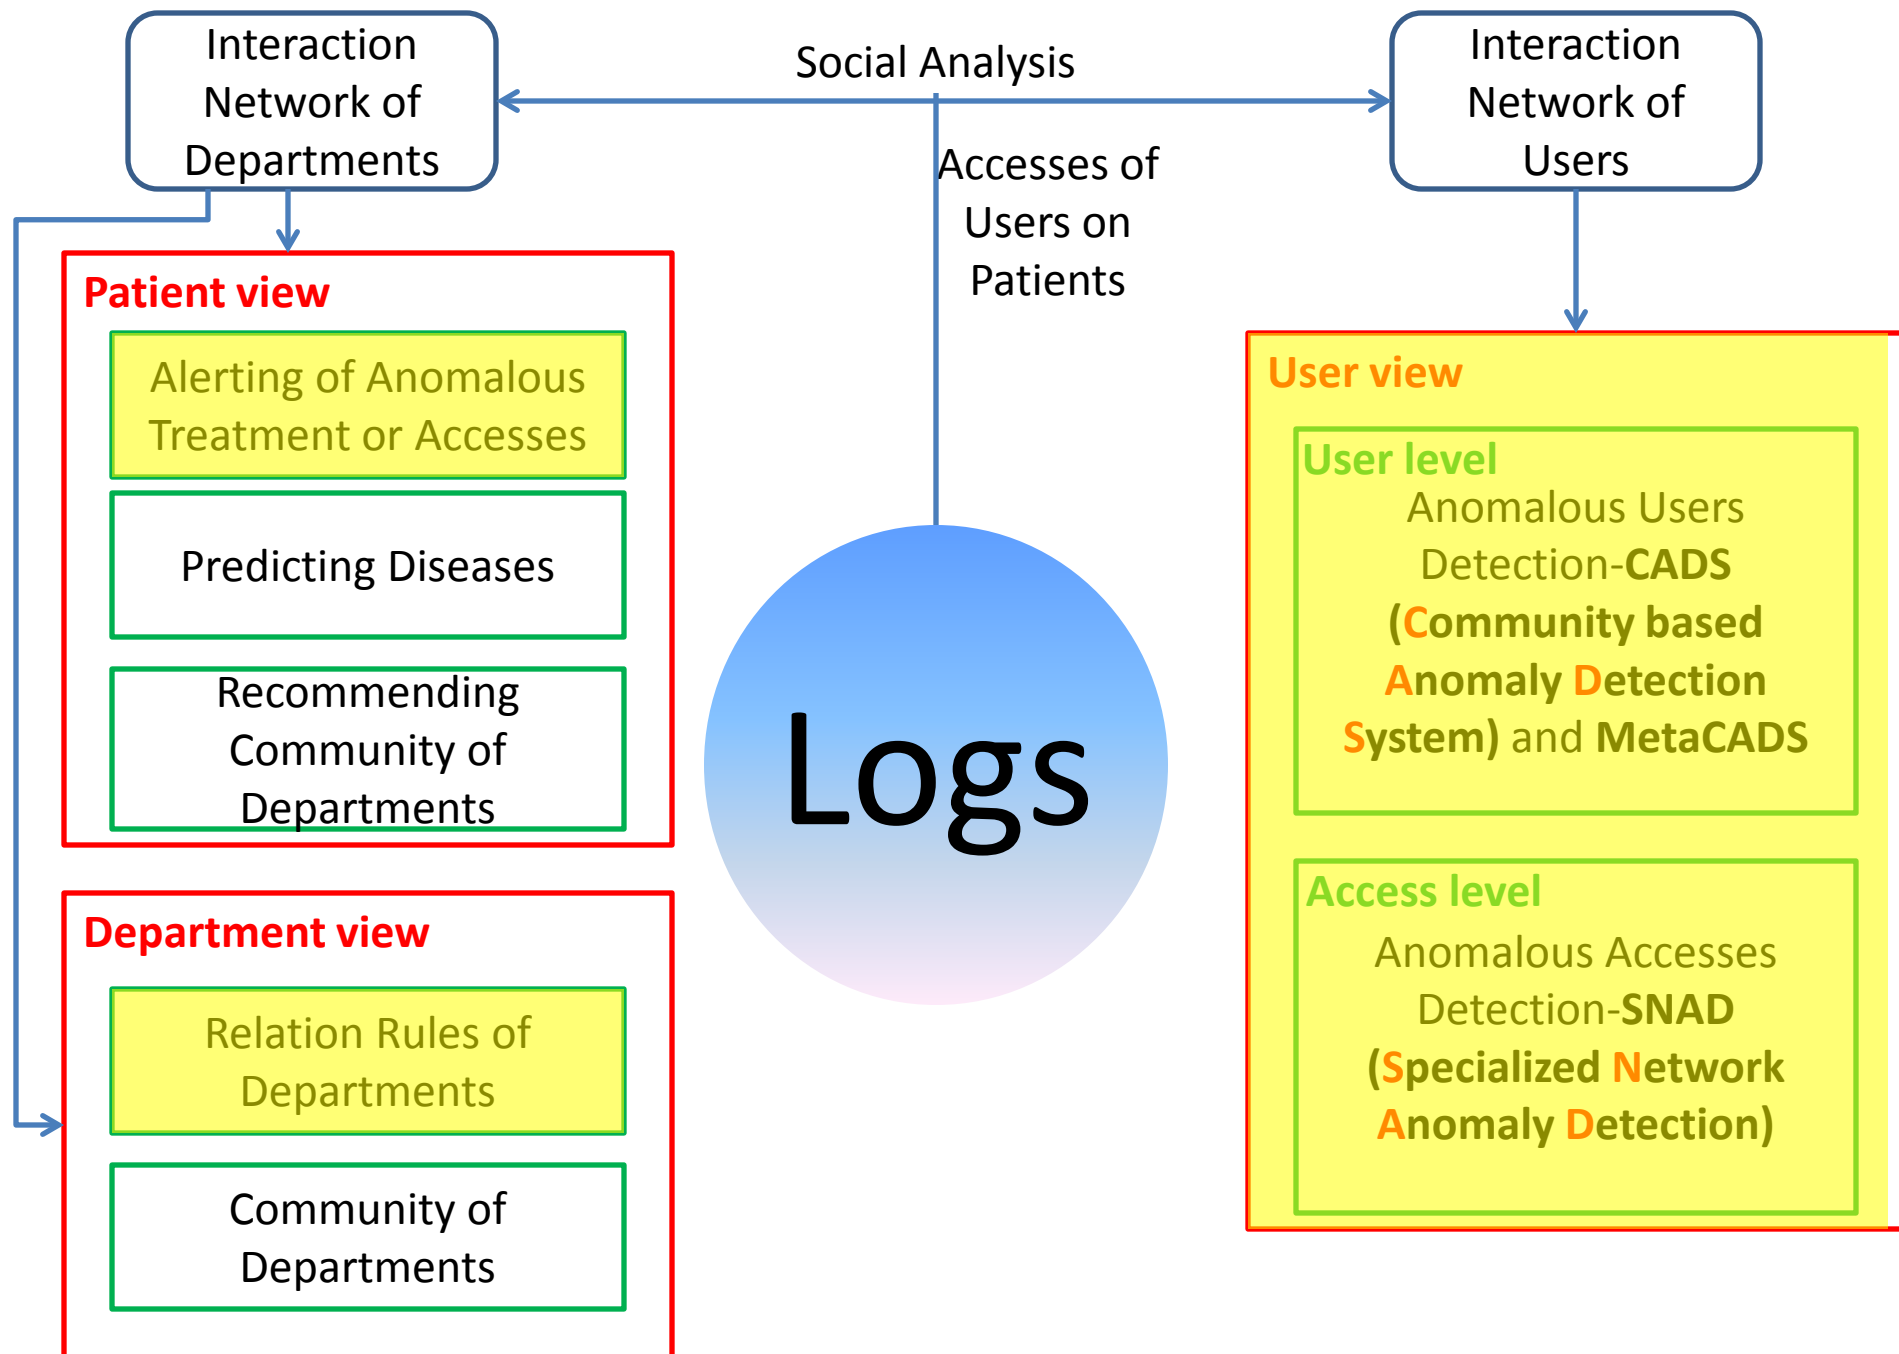 Interaction
Network of
Departments
Social Analysis
Interaction
Network of
Users
Accesses of
Users on
Patients
Patient view
Alerting of Anomalous
Treatment or Accesses
Predicting Diseases
Recommending
Community of
Departments
Department view
Relation Rules of
Departments
Community of
Departments
Logs
User view
User level
Anomalous Users
Detection-CADS
(Community based
Anomaly Detection
System) and MetaCADS
Access level
Anomalous Accesses
Detection-SNAD
(Specialized Network
Anomaly Detection)